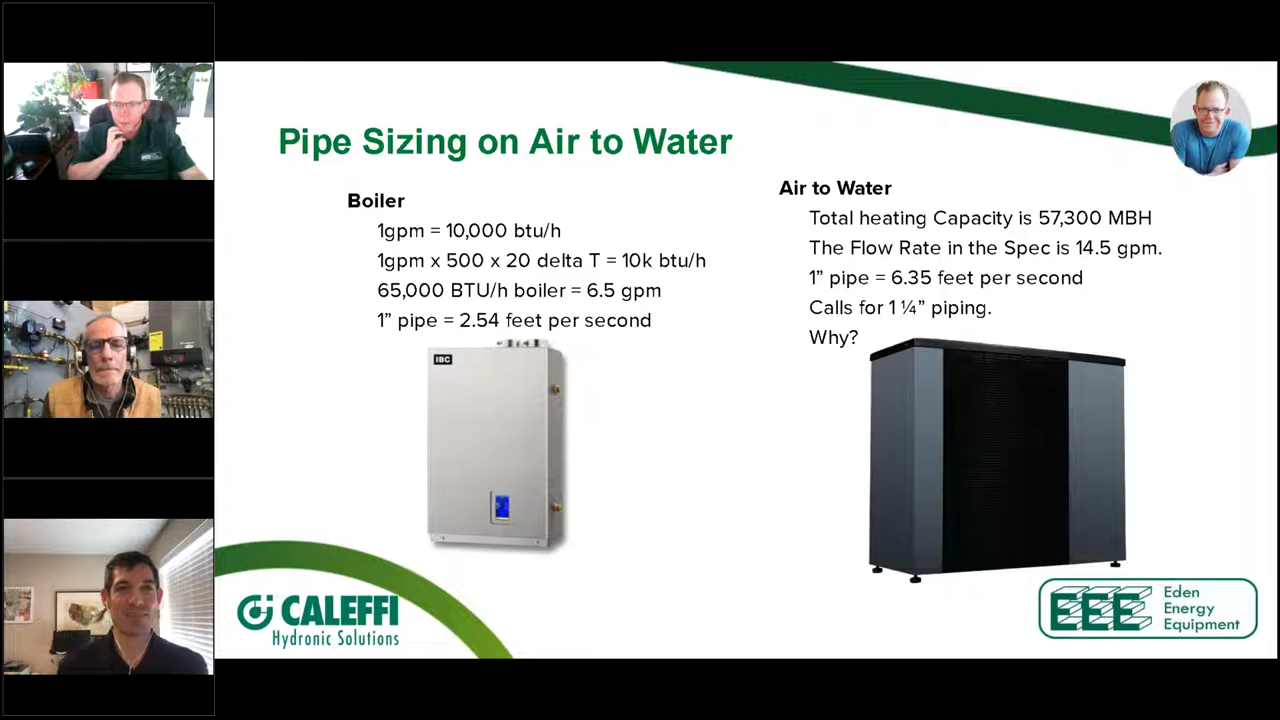 Pipe Sizing on Air to Water
Boiler
1gpm = 10,000 btu/h
1gpm x 500 x 20 delta T = 10k btu/h
65,000 BTU/h boiler = 6.5 gpm
1” pipe = 2.54 feet per second
Air to Water
Total heating Capacity is 57,300 MBH
The Flow Rate in the Spec is 14.5 gpm.
1” pipe = 6.35 feet per second
Calls for 1 ¼” piping.
Why?
IBC
CALEFFI
Hydronic Solutions
EEE
Eden
Energy
Equipment